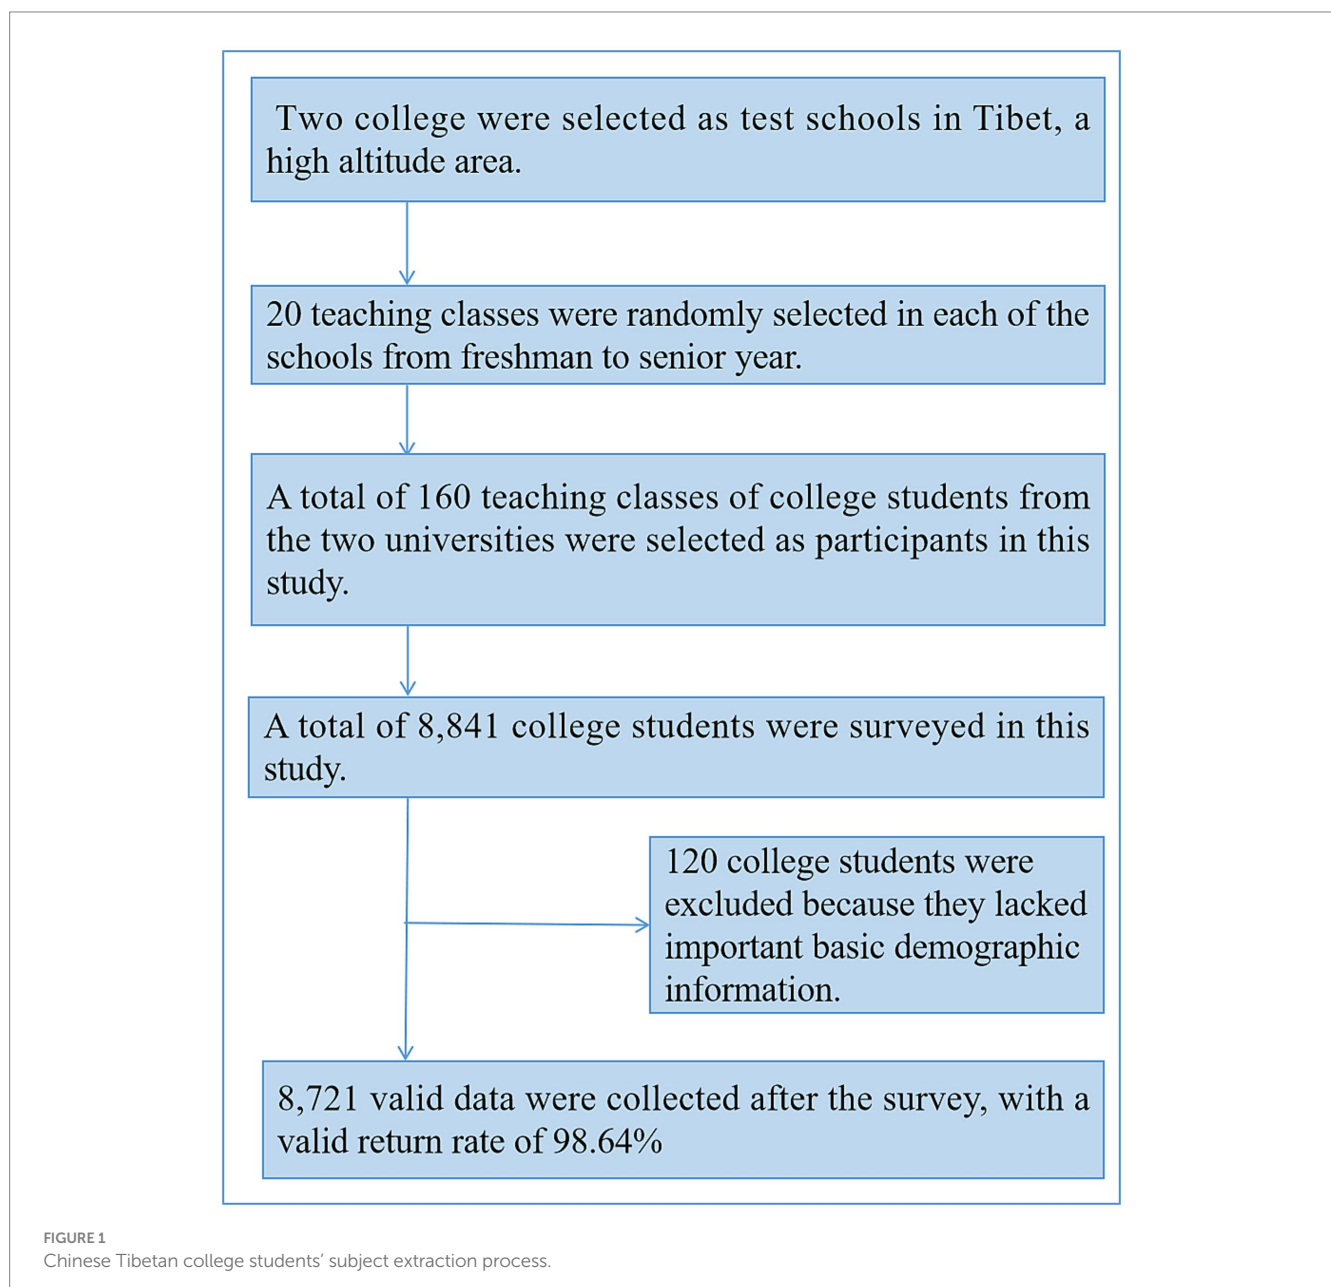 Two college were selected as test schools in Tibet, a
high altitude area.
20 teaching classes were randomly selected in each of the
schools from freshman to senior year.
A total of 160 teaching classes of college students from
the two universities were selected as participants in this
study.
A total of 8,841 college students were surveyed in this
study.
120 college students were
excluded because they lacked
important basic demographic
information.
8,721 valid data were collected after the survey, with a
valid return rate of 98.64%
FIGURE 1
Chinese Tibetan college students’ subject extraction process.